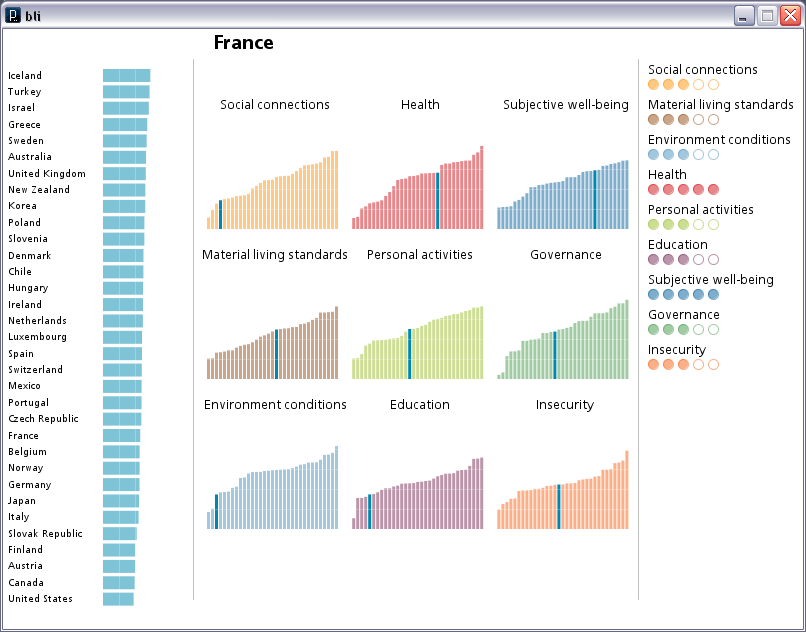 bli
France
Iceland
Turkey
Israel
Greece
Sweden
Australia
United Kingdom
New Zealand
Korea
Poland
Slovenia
Denmark
Chile
Hungary
Ireland
Netherlands
Luxembourg
Spain
Switzerland
Mexico
Portugal
Czech Republic
France
Belgium
Norway
Germany
Japan
Italy
Slovak Republic
Finland
Austria
Canada
United States
Social connections Health Subjective well-being
Material living standards Personal activities Governance
Environment conditions Education Insecurity
Social connections
Material living standards
Environment conditions
Health
Personal activities
Education
Subjective well-being
Governance
Insecurity